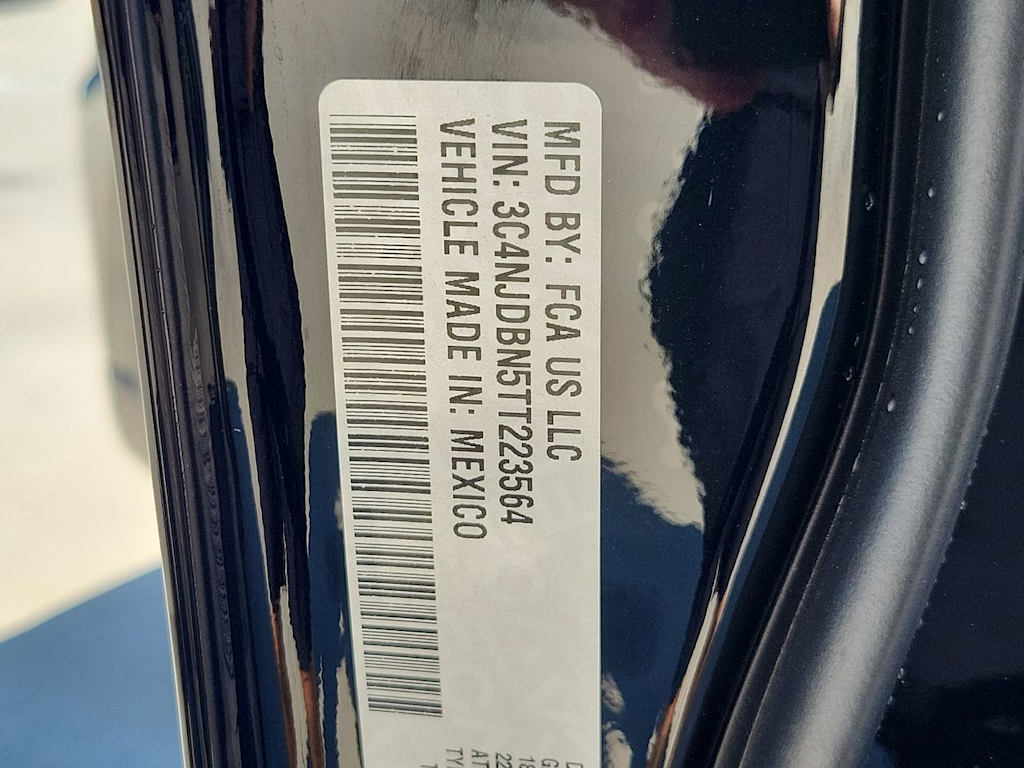 MFD BY: FCA US LLC
VIN: 3C4NJDBN5TT223564
VEHICLE MADE IN: MEXICO